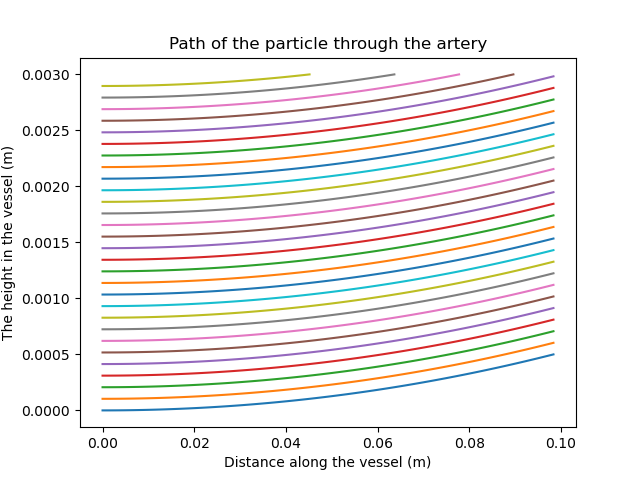 Path of the particle through the artery
The height in the vessel (m)
0.0030
0.0025
0.0020
0.0015
0.0010
0.0005
0.0000
0.00 0.02 0.04 0.06 0.08 0.10
Distance along the vessel (m)